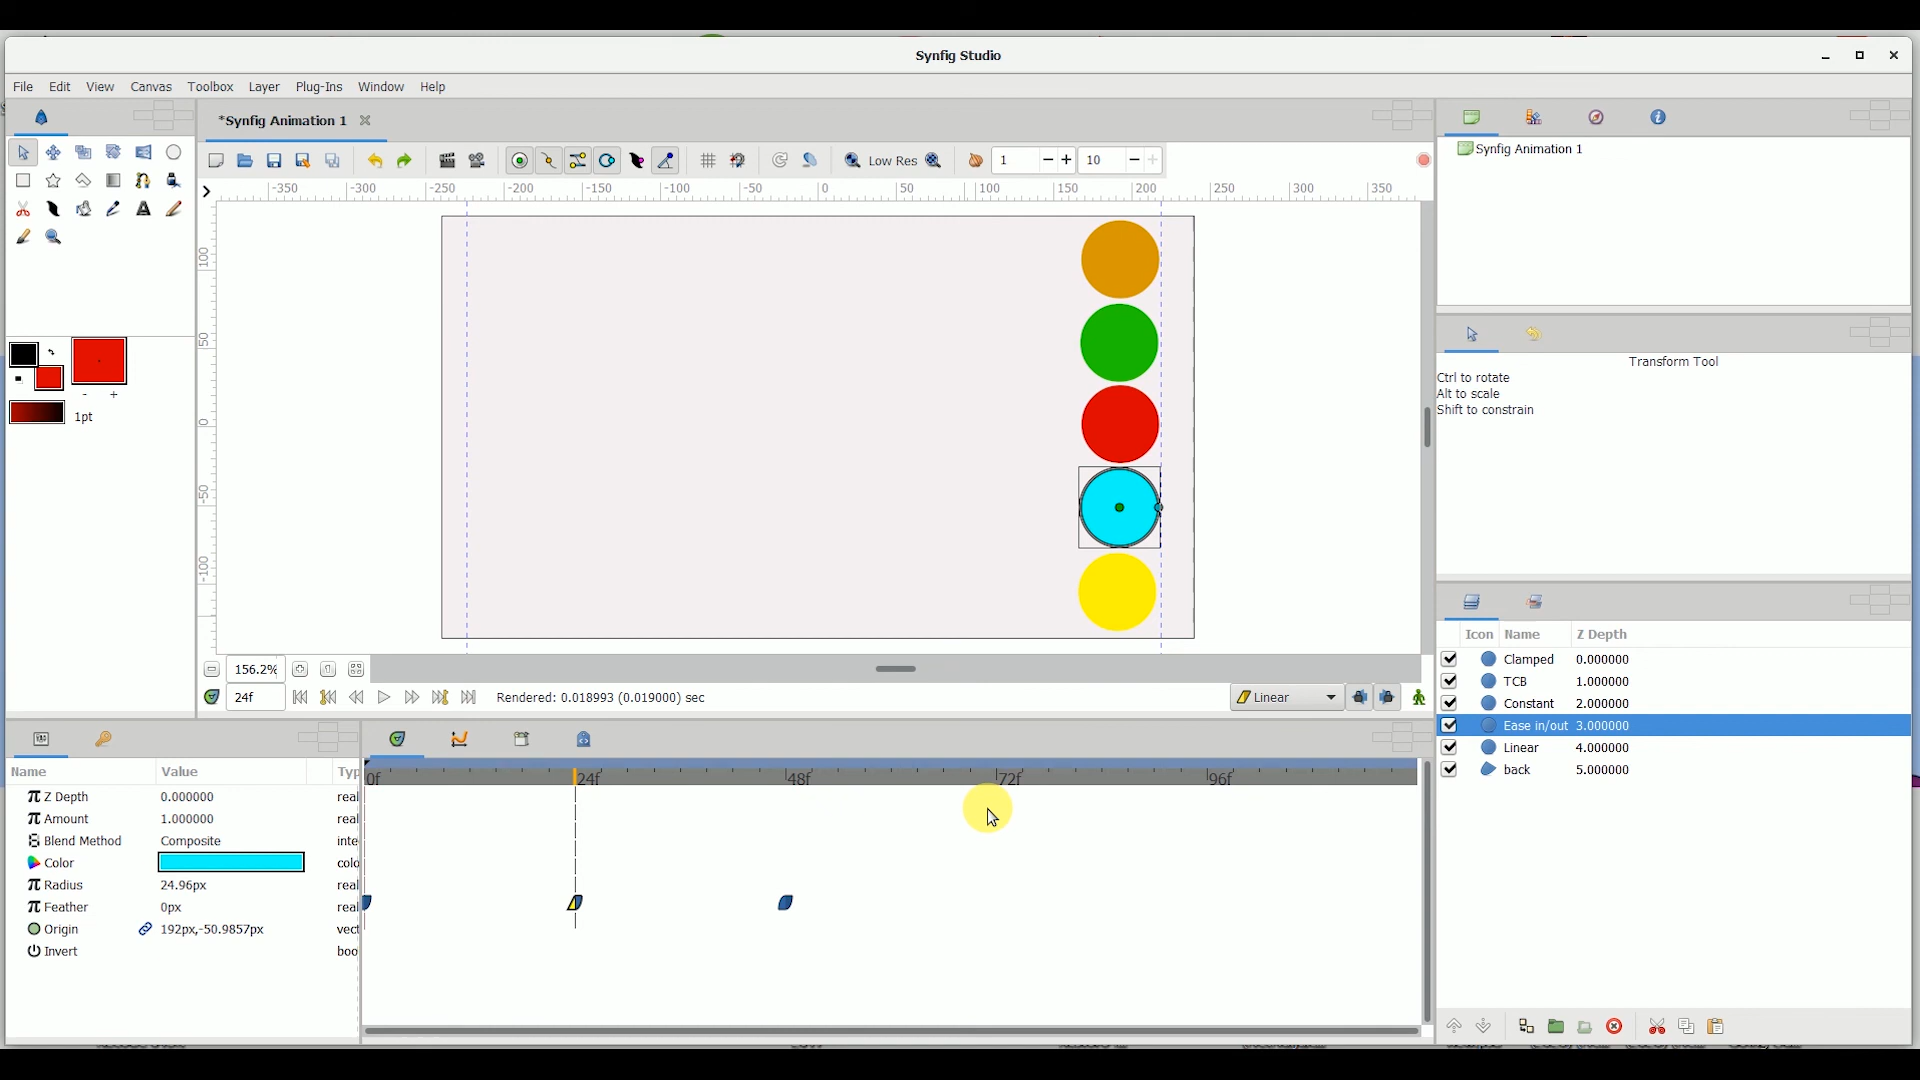 Synfig Studio
File Edit View Canvas Toolbox Layer Plug-Ins Window Help
*Synfig Animation 1
Low Res 1 10
-350 -300 -250 -200 -150 -100 -50 0 50 100 150 200 250 300 350
100
50
0
-50
-100
- +
1pt
156.2%
24f Rendered: 0.018993 (0.019000) sec Linear
Synfig Animation 1
Transform Tool
Ctrl to rotate
Alt to scale
Shift to constrain
Icon Name Z Depth
Clamped 0.000000
TCB 1.000000
Constant 2.000000
Ease in/out 3.000000
Linear 4.000000
back 5.000000
Name Value Typ
Z Depth 0.000000 real
Amount 1.000000 real
Blend Method Composite inte
Color colo
Radius 24.96px real
Feather 0px real
Origin 192px,-50.9857px vect
Invert boo
0f 24f 48f 72f 96f